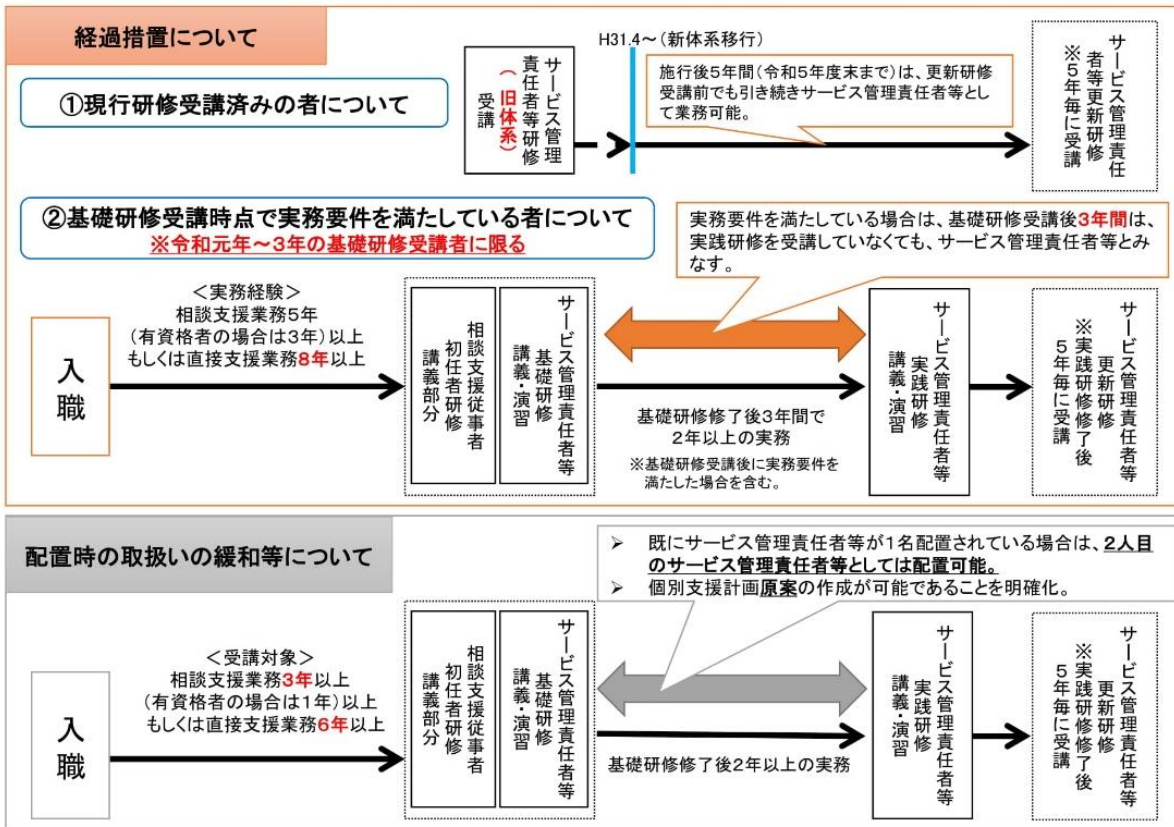 経過措置について
H31.4～(新体系移行)
①現行研修受講済みの者について
サービス管理
責任者等研修
(旧体系)
受講
施行後5年間(令和5年度末まで)は、更新研修
受講前でも引き続きサービス管理責任者等とし
て業務可能。
サービス管理責任
者等更新研修
※５年毎に受講
②基礎研修受講時点で実務要件を満たしている者について
※令和元年～３年の基礎研修受講者に限る
実務要件を満たしている場合は、基礎研修受講後3年間は、
実践研修を受講していなくても、サービス管理責任者等とみ
なす。
入職
＜実務経験＞
相談支援業務5年
(有資格者の場合は3年)以上
もしくは直接支援業務8年以上
相談支援従事者
初任者研修
講義部分
サービス管理責任者等
基礎研修
講義・演習
基礎研修修了後3年間で
2年以上の実務
※基礎研修受講後に実務要件を
満たした場合を含む。
サービス管理責任者等
実践研修
講義・演習
サービス管理責任者等
更新研修
※実践研修修了後
５年毎に受講
配置時の取扱いの緩和等について
➢ 既にサービス管理責任者等が1名配置されている場合は、２人目
のサービス管理責任者等としては配置可能。
➢ 個別支援計画原案の作成が可能であることを明確化。
入職
＜受講対象＞
相談支援業務3年以上
(有資格者の場合は1年)以上
もしくは直接支援業務6年以上
相談支援従事者
初任者研修
講義部分
サービス管理責任者等
基礎研修
講義・演習
基礎研修修了後2年以上の実務
サービス管理責任者等
実践研修
講義・演習
サービス管理責任者等
更新研修
※実践研修修了後
５年毎に受講